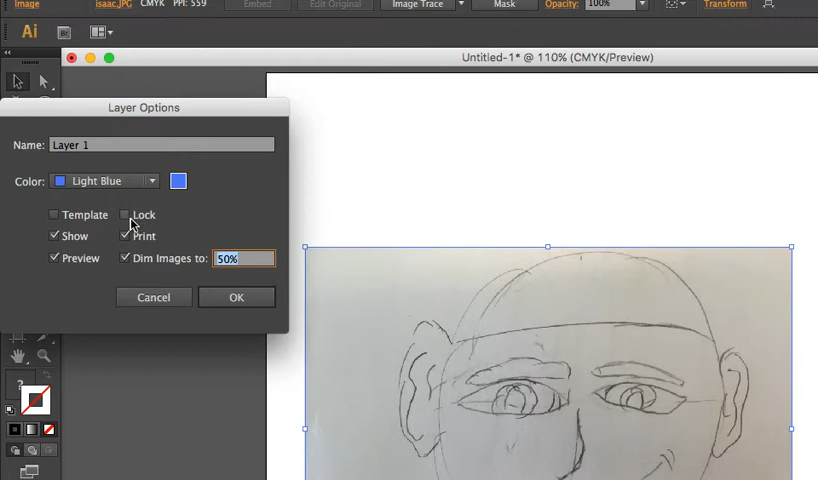 Image isaac.JPG CMYK PPI: 559 Embed Edit Original Image Trace Mask Opacity: 100% Transform
Ai Br
Untitled-1* @ 110% (CMYK/Preview)
Layer Options
Name: Layer 1
Color: Light Blue
Template Lock
Show Print
Preview Dim Images to: 50%
Cancel OK
?